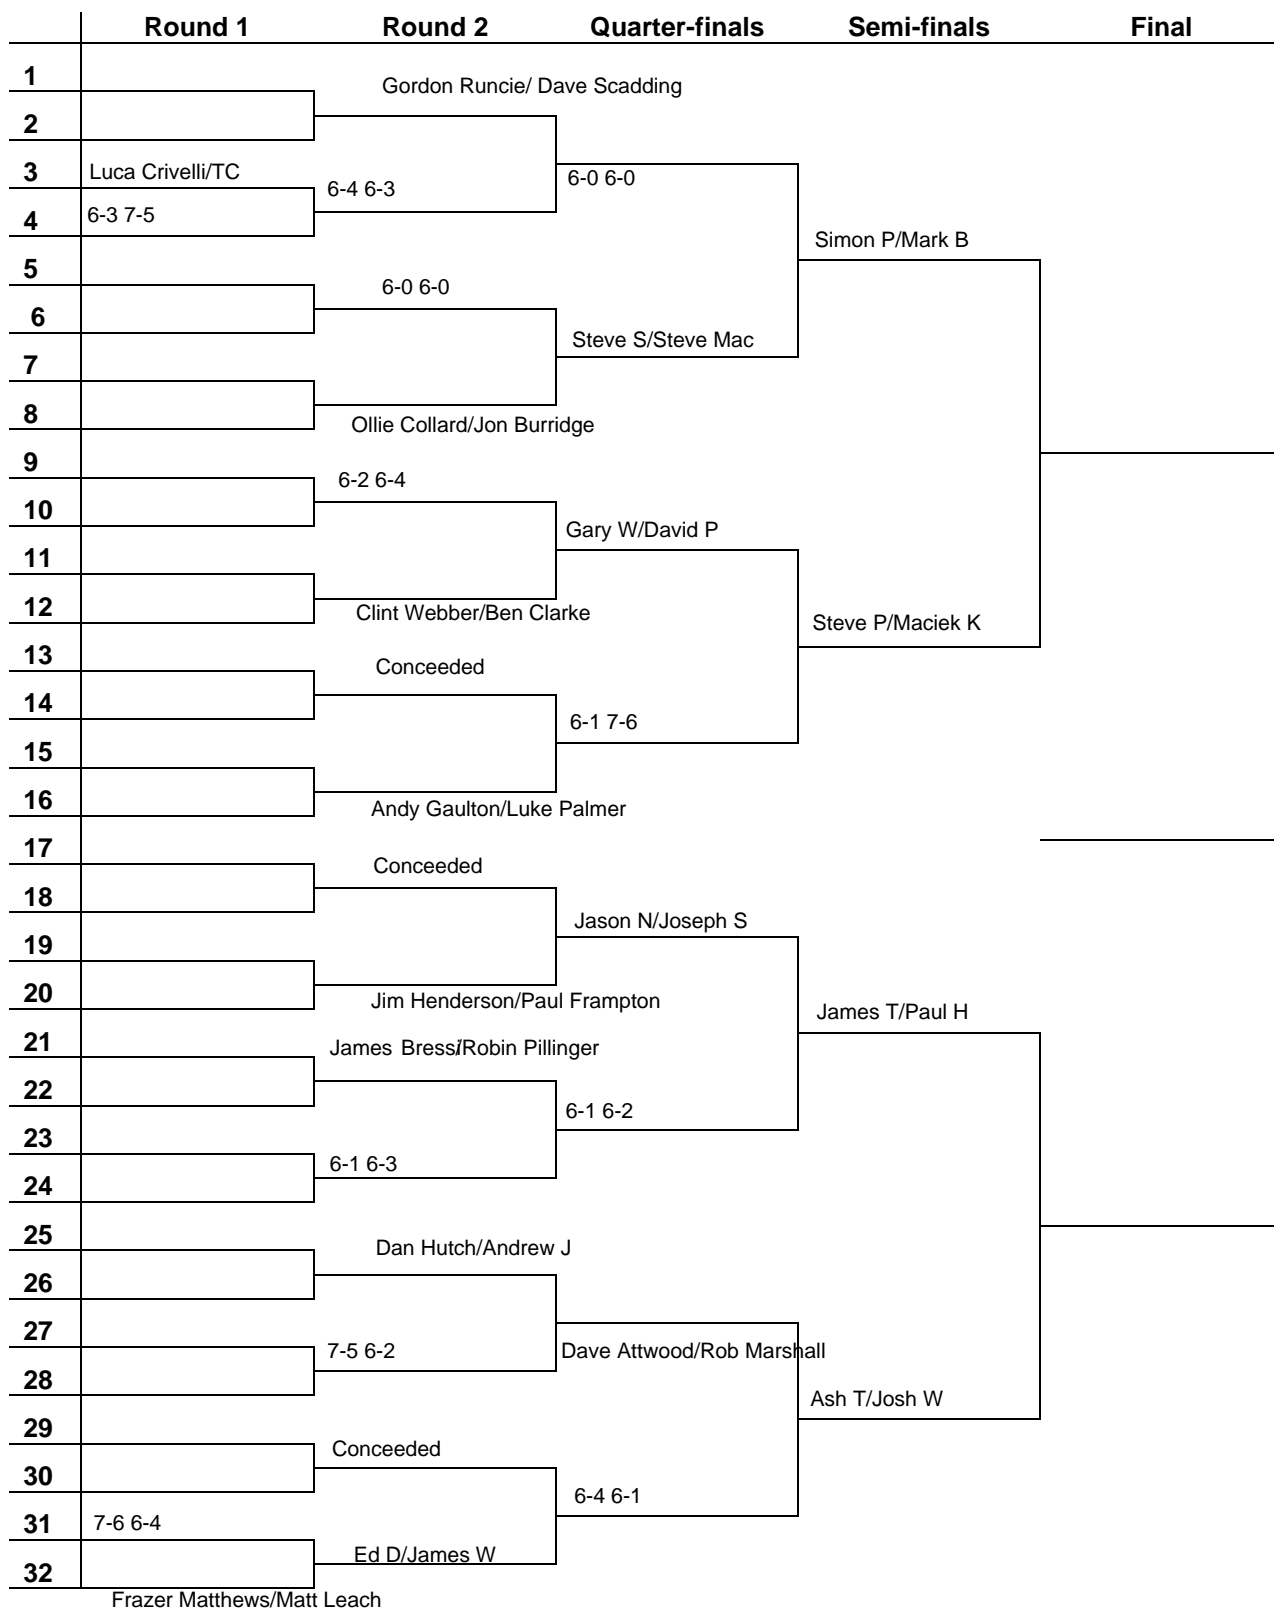 Round 1 Round 2 Quarter-finals Semi-finals Final
1
Gordon Runcie/ Dave Scadding
2
3 Luca Crivelli/TC
6-4 6-3 6-0 6-0
4 6-3 7-5
Simon P/Mark B
5
6-0 6-0
6
Steve S/Steve Mac
7
8
Ollie Collard/Jon Burridge
9
6-2 6-4
10
Gary W/David P
11
12
Clint Webber/Ben Clarke
Steve P/Maciek K
13
Conceeded
14
6-1 7-6
15
16
Andy Gaulton/Luke Palmer
17
Conceeded
18
Jason N/Joseph S
19
20
Jim Henderson/Paul Frampton
James T/Paul H
21
James Bressi/Robin Pillinger
22
6-1 6-2
23
6-1 6-3
24
25
Dan Hutch/Andrew J
26
27
7-5 6-2 Dave Attwood/Rob Marshall
28
Ash T/Josh W
29
Conceeded
30
6-4 6-1
31 7-6 6-4
Ed D/James W
32
Frazer Matthews/Matt Leach